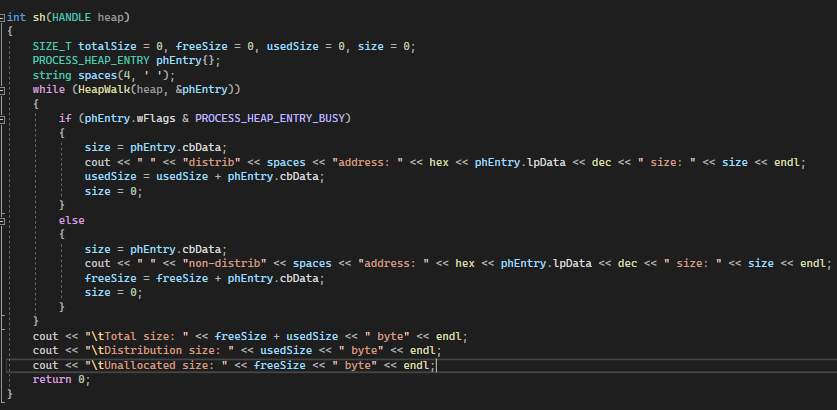 int sh(HANDLE heap)
{
    SIZE_T totalSize = 0, freeSize = 0, usedSize = 0, size = 0;
    PROCESS_HEAP_ENTRY phEntry{};
    string spaces(4, ' ');
    while (HeapWalk(heap, &phEntry))
    {
        if (phEntry.wFlags & PROCESS_HEAP_ENTRY_BUSY)
        {
            size = phEntry.cbData;
            cout << " " << "distrib" << spaces << "address: " << hex << phEntry.lpData << dec << " size: " << size << endl;
            usedSize = usedSize + phEntry.cbData;
            size = 0;
        }
        else
        {
            size = phEntry.cbData;
            cout << " " << "non-distrib" << spaces << "address: " << hex << phEntry.lpData << dec << " size: " << size << endl;
            freeSize = freeSize + phEntry.cbData;
            size = 0;
        }
    }
    cout << "\tTotal size: " << freeSize + usedSize << " byte" << endl;
    cout << "\tDistribution size: " << usedSize << " byte" << endl;
    cout << "\tUnallocated size: " << freeSize << " byte" << endl;
    return 0;
}